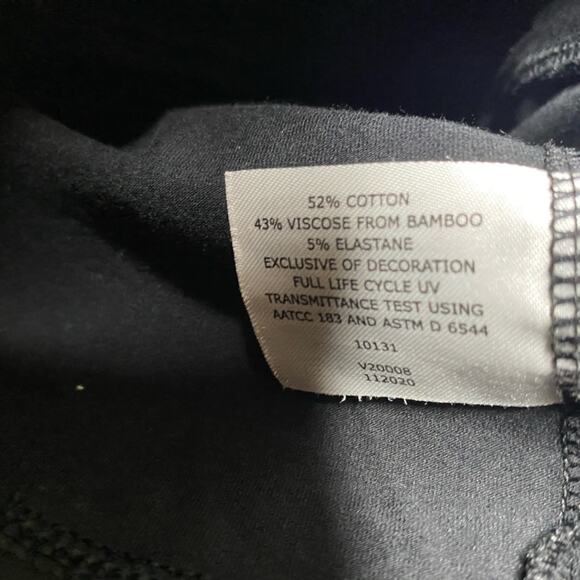 52% COTTON
43% VISCOSE FROM BAMBOO
5% ELASTANE
EXCLUSIVE OF DECORATION
FULL LIFE CYCLE UV
TRANSMITTANCE TEST USING
AATCC 183 AND ASTM D 6544
10131
V20008
112020